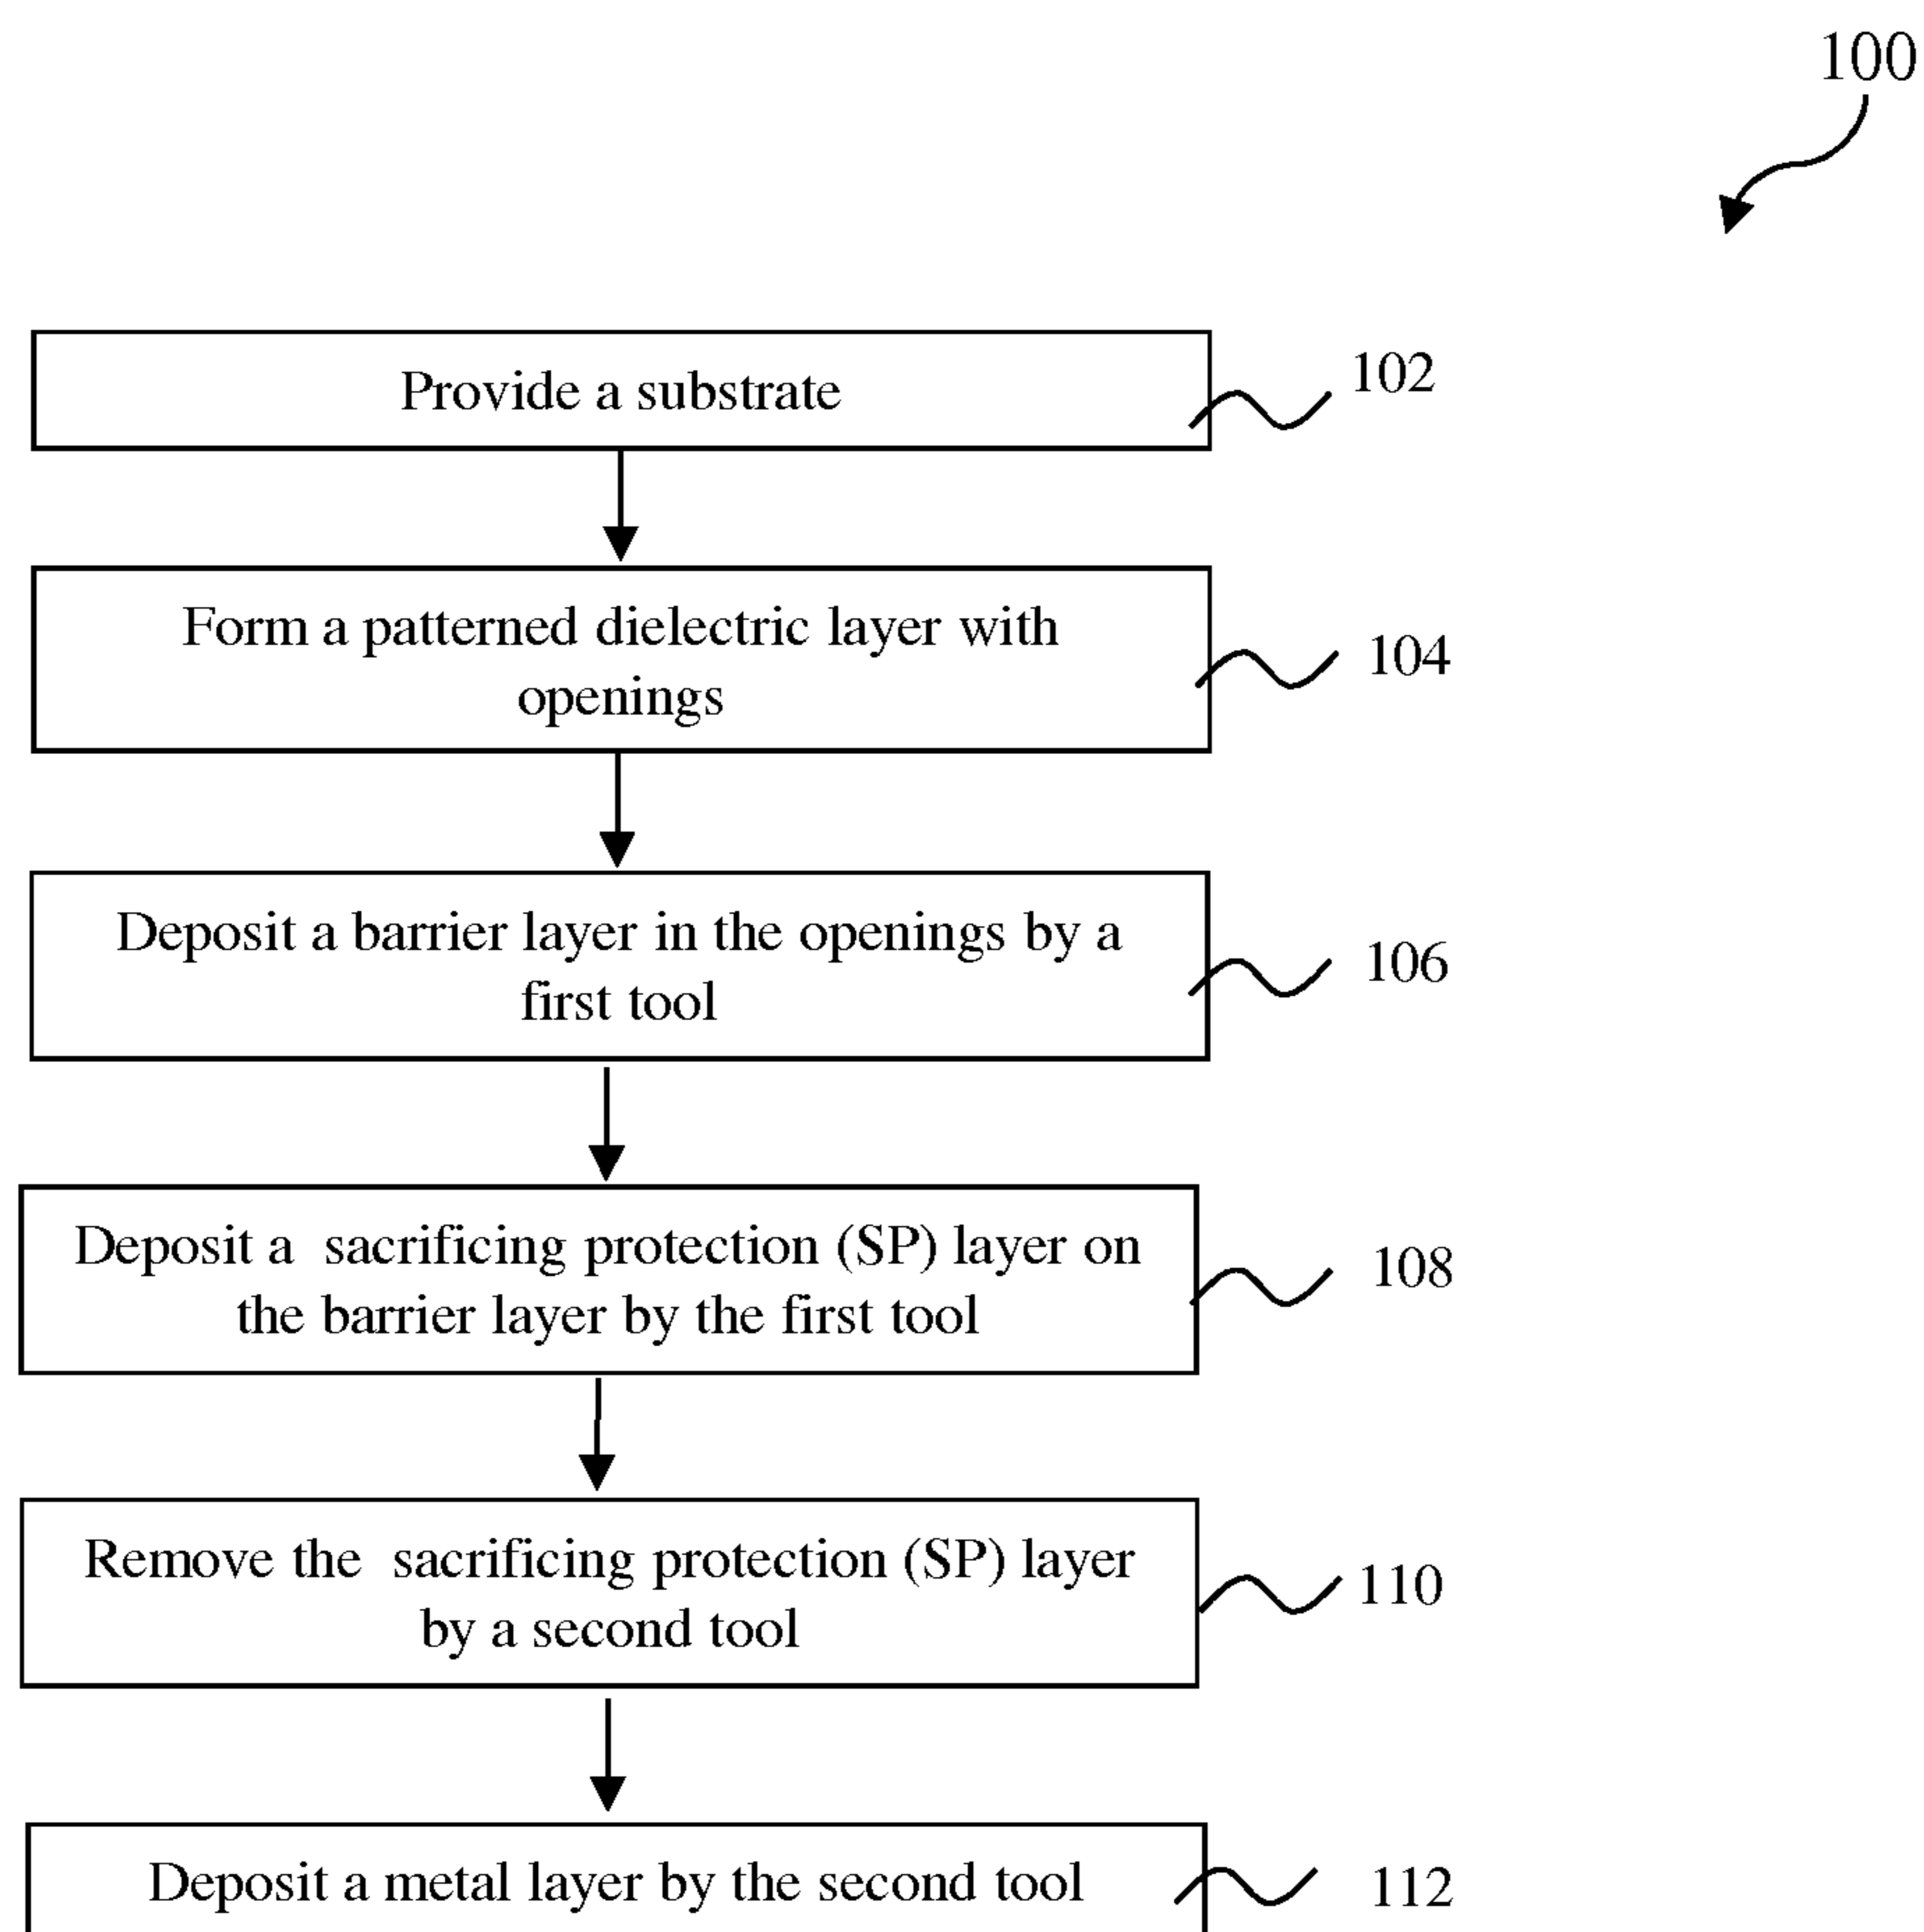 100
Provide a substrate
102
Form a patterned dielectric layer with
openings
104
Deposit a barrier layer in the openings by a
first tool
106
Deposit a sacrificing protection (SP) layer on
the barrier layer by the first tool
108
Remove the sacrificing protection (SP) layer
by a second tool
110
Deposit a metal layer by the second tool
112